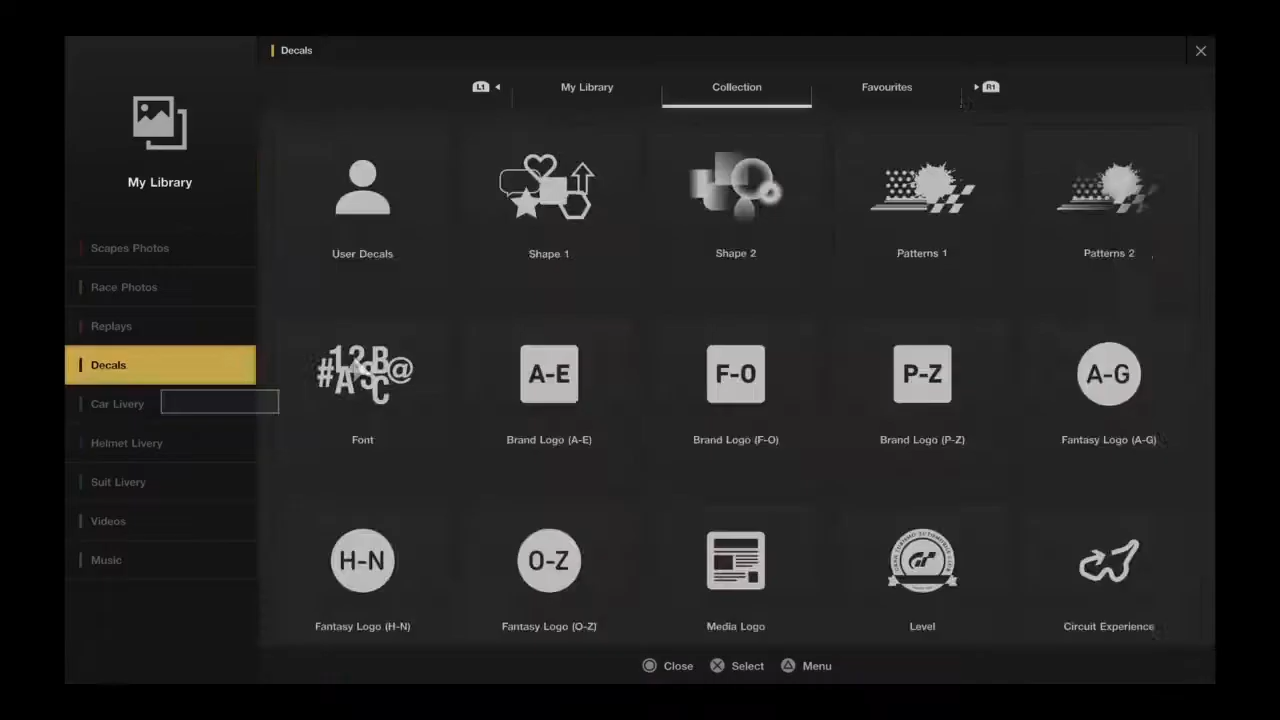 Decals
L1
My Library
Collection
Favourites
R1
My Library
Scapes Photos
Race Photos
Replays
Decals
Car Livery
Helmet Livery
Suit Livery
Videos
Music
User Decals
Shape 1
Shape 2
Patterns 1
Patterns 2
#123B@
ASC
Font
A-E
Brand Logo (A-E)
F-O
Brand Logo (F-O)
P-Z
Brand Logo (P-Z)
A-G
Fantasy Logo (A-G)
H-N
Fantasy Logo (H-N)
O-Z
Fantasy Logo (O-Z)
Media Logo
GT
Level
Circuit Experience
Close
Select
Menu